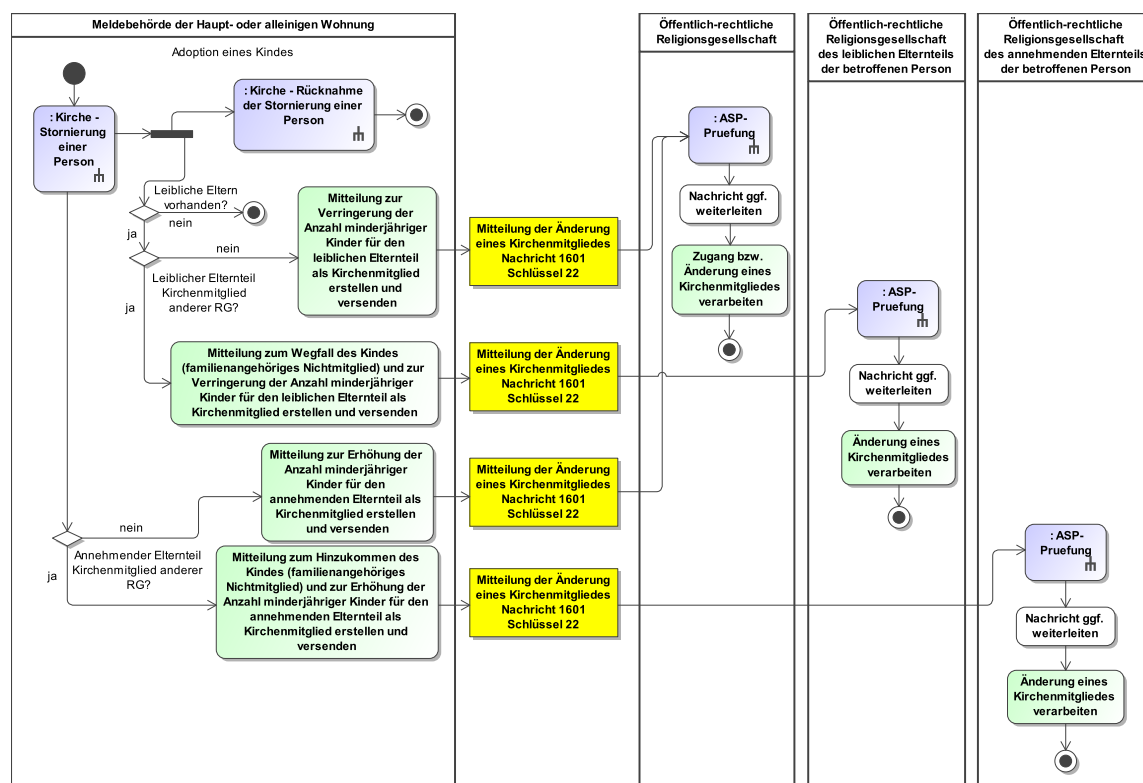 Meldebehörde der Haupt- oder alleinigen Wohnung
Adoption eines Kindes
: Kirche -
Stornierung
einer
Person
: Kirche - Rücknahme
der Stornierung einer
Person
Leibliche Eltern
vorhanden?
nein
ja
nein
Leiblicher Elternteil
Kirchenmitglied
anderer RG?
ja
Mitteilung zur
Verringerung der
Anzahl minderjähriger
Kinder für den
leiblichen Elternteil
als Kirchenmitglied
erstellen und
versenden
Mitteilung zum Wegfall des Kindes
(familienangehöriges Nichtmitglied) und zur
Verringerung der Anzahl minderjähriger
Kinder für den leiblichen Elternteil als
Kirchenmitglied erstellen und versenden
Mitteilung zur Erhöhung der
Anzahl minderjähriger
Kinder für den
annehmenden Elternteil als
Kirchenmitglied erstellen
und versenden
nein
Annehmender Elternteil
Kirchenmitglied anderer
RG?
ja
Mitteilung zum Hinzukommen des
Kindes (familienangehöriges
Nichtmitglied) und zur Erhöhung der
Anzahl minderjähriger Kinder für den
annehmenden Elternteil als
Kirchenmitglied erstellen und
versenden
Mitteilung der Änderung
eines Kirchenmitgliedes
Nachricht 1601
Schlüssel 22
Mitteilung der Änderung
eines Kirchenmitgliedes
Nachricht 1601
Schlüssel 22
Mitteilung der Änderung
eines Kirchenmitgliedes
Nachricht 1601
Schlüssel 22
Mitteilung der Änderung
eines Kirchenmitgliedes
Nachricht 1601
Schlüssel 22
Öffentlich-rechtliche
Religionsgesellschaft
: ASP-
Pruefung
Nachricht ggf.
weiterleiten
Zugang bzw.
Änderung eines
Kirchenmitgliedes
verarbeiten
Öffentlich-rechtliche
Religionsgesellschaft
des leiblichen Elternteils
der betroffenen Person
: ASP-
Pruefung
Nachricht ggf.
weiterleiten
Änderung eines
Kirchenmitgliedes
verarbeiten
Öffentlich-rechtliche
Religionsgesellschaft
des annehmenden Elternteils
der betroffenen Person
: ASP-
Pruefung
Nachricht ggf.
weiterleiten
Änderung eines
Kirchenmitgliedes
verarbeiten